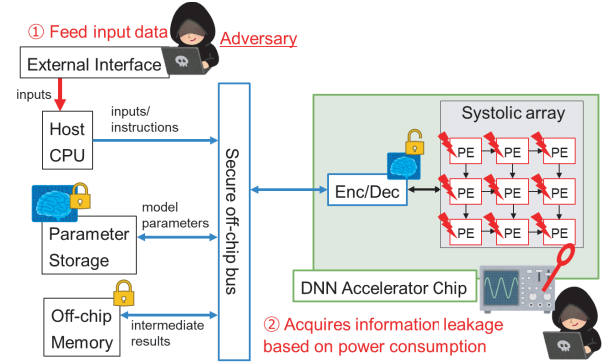 ① Feed input data
Adversary
External Interface
inputs
Host
CPU
inputs/
instructions
Parameter
Storage
model
parameters
Off-chip
Memory
intermediate
results
Secure off-chip bus
Enc/Dec
Systolic array
PE PE PE
PE PE PE
PE PE PE
DNN Accelerator Chip
② Acquires information leakage
based on power consumption